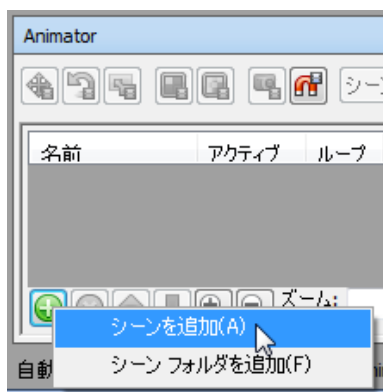 Animator
シーン
名前 アクティブ ループ
ズーム:
シーンを追加(A)
自動
シーン フォルダを追加(F)